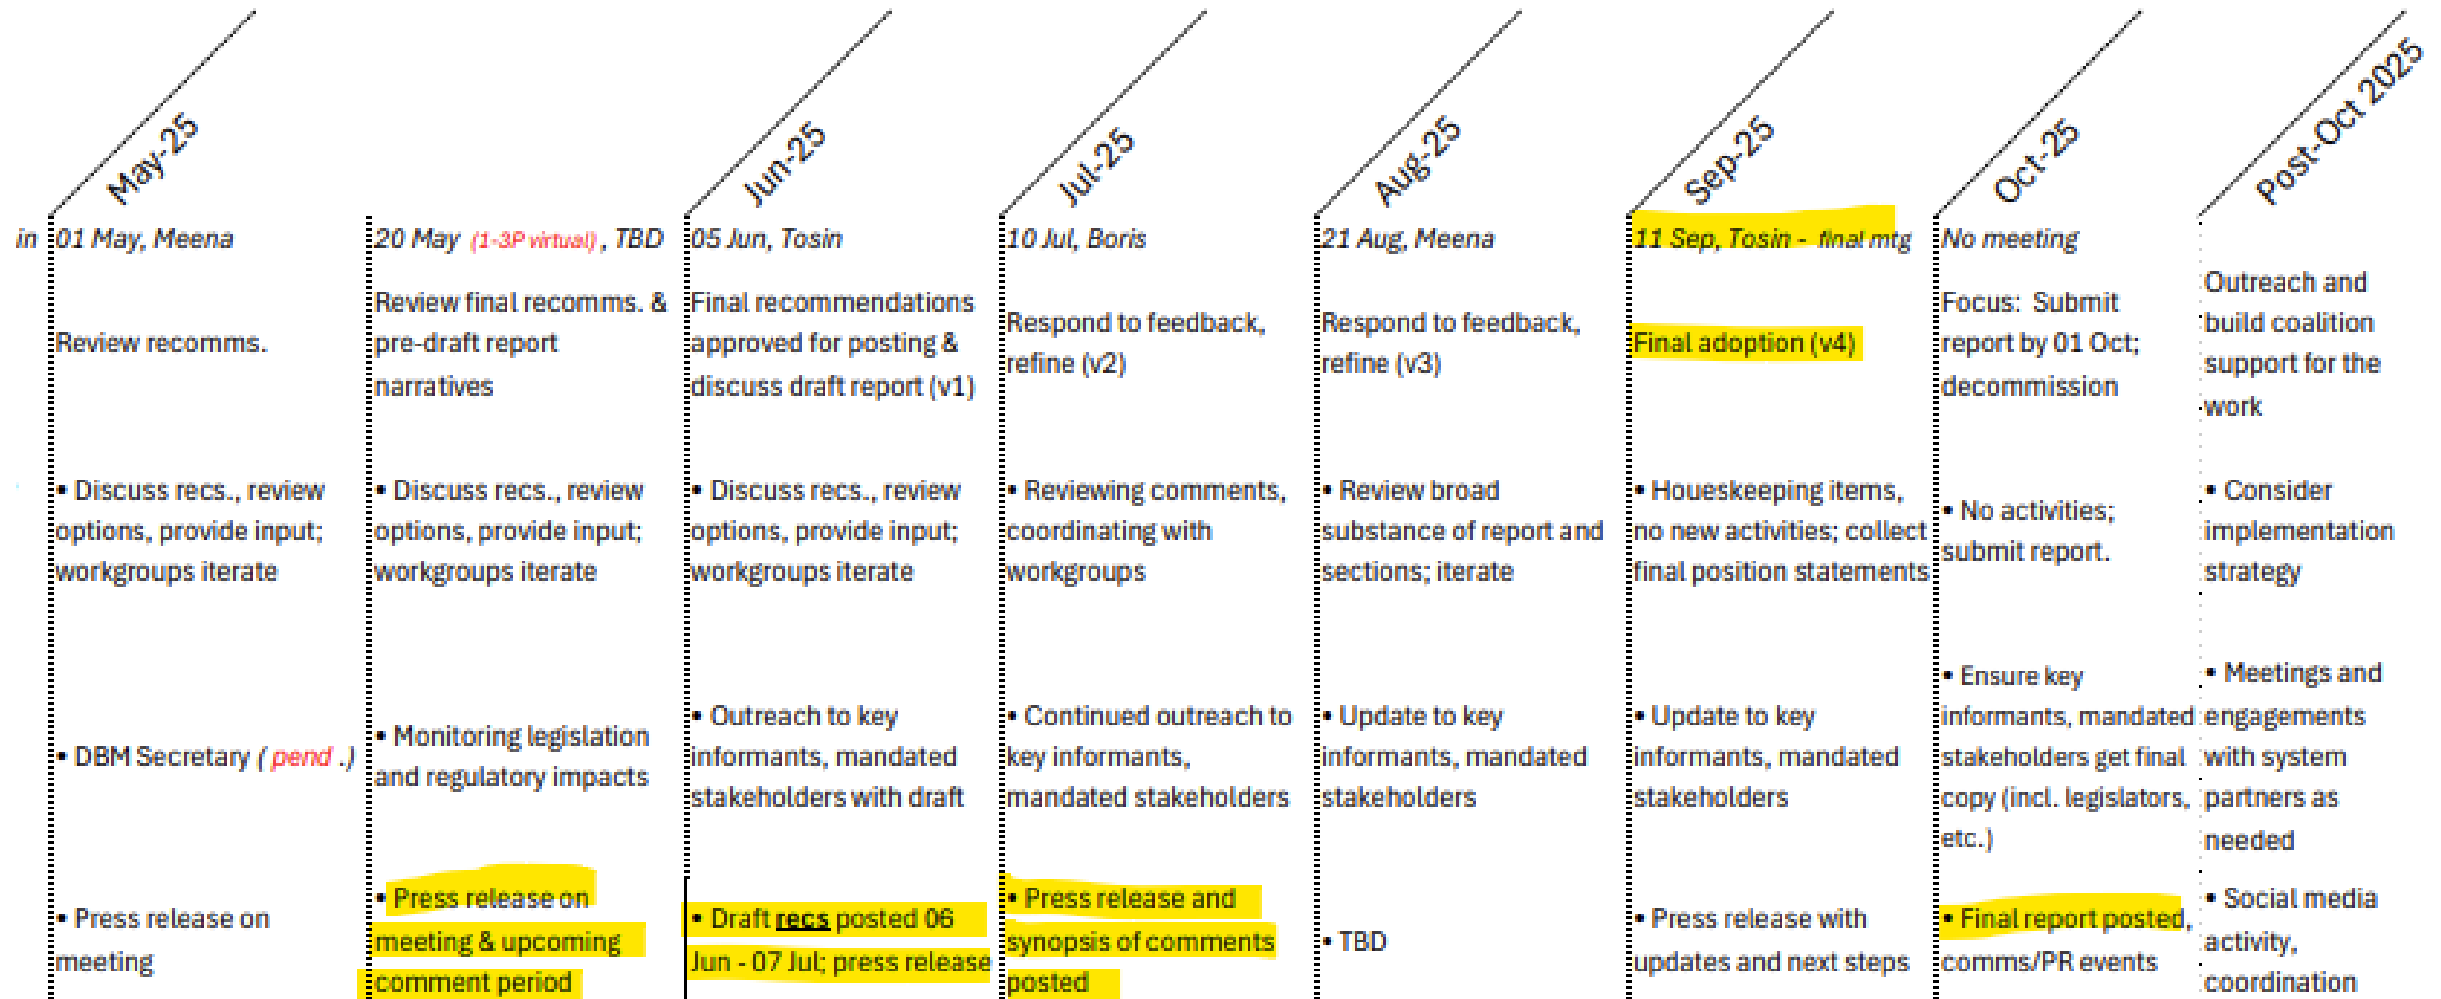 May-25
Jun-25
Jul-25
Aug-25
Sep-25
Oct-25
Post-Oct 2025
in
01 May, Meena
20 May (1-3P virtual) , TBD
05 Jun, Tosin
10 Jul, Boris
21 Aug, Meena
11 Sep, Tosin - final mtg
No meeting
Review recomms.
Review final recomms. &
pre-draft report
narratives
Final recommendations
approved for posting &
discuss draft report (v1)
Respond to feedback,
refine (v2)
Respond to feedback,
refine (v3)
Final adoption (v4)
Focus: Submit
report by 01 Oct;
decommission
Outreach and
build coalition
support for the
work
• Discuss recs., review
options, provide input;
workgroups iterate
• Discuss recs., review
options, provide input;
workgroups iterate
• Discuss recs., review
options, provide input;
workgroups iterate
• Reviewing comments,
coordinating with
workgroups
• Review broad
substance of report and
sections; iterate
• Houeskeeping items,
no new activities; collect
final position statements
• No activities;
submit report.
• Consider
implementation
strategy
• DBM Secretary ( pend .)
• Monitoring legislation
and regulatory impacts
• Outreach to key
informants, mandated
stakeholders with draft
• Continued outreach to
key informants,
mandated stakeholders
• Update to key
informants, mandated
stakeholders
• Update to key
informants, mandated
stakeholders
• Ensure key
informants, mandated
stakeholders get final
copy (incl. legislators,
etc.)
• Meetings and
engagements
with system
partners as
needed
• Press release on
meeting
• Press release on
meeting & upcoming
comment period
• Draft recs posted 06
Jun - 07 Jul; press release
• Press release and
synopsis of comments
posted
• TBD
• Press release with
updates and next steps
• Final report posted,
comms/PR events
• Social media
activity,
coordination